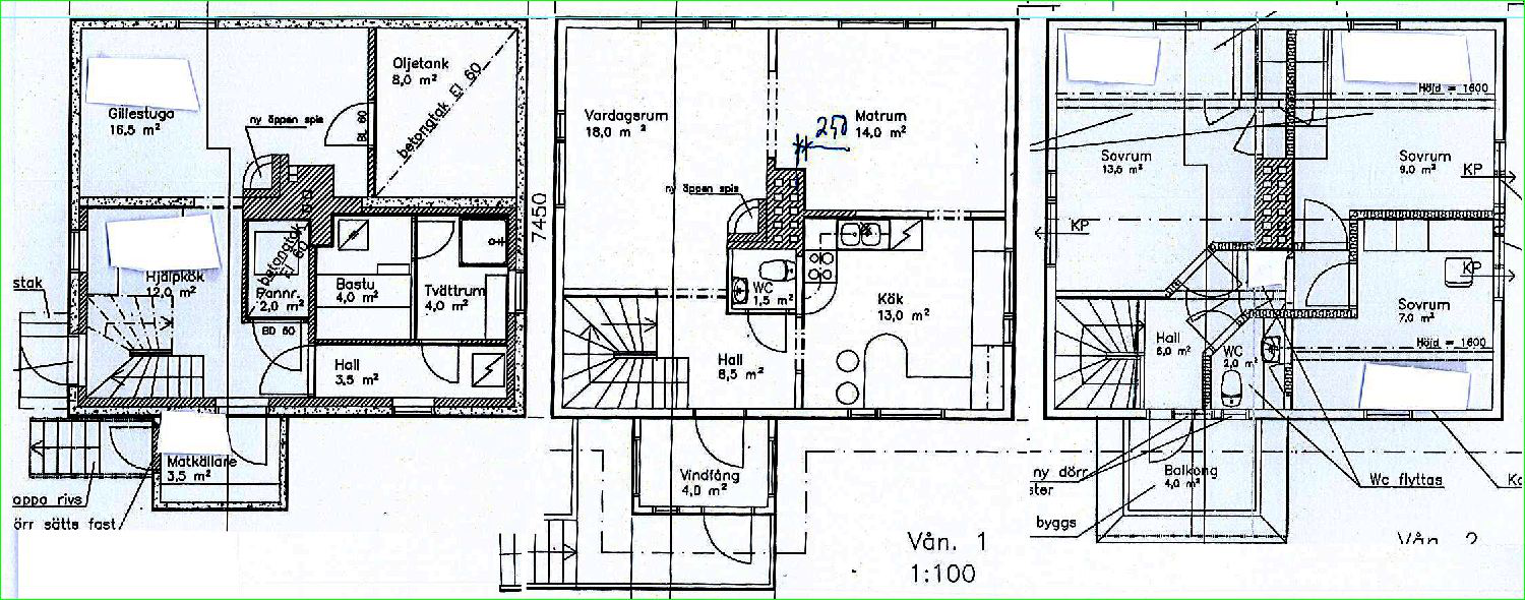 Gillestuga
16,5 m²
Oljetank
8,0 m²
betongtak EI 60
ny öppen spis
BL 60
Hjälpkök
12,0 m²
betongtak
EI 60
Pannr.
2,0 m²
Bastu
4,0 m²
Tvättrum
4,0 m²
BD 60
Hall
3,5 m²
stak
Matkällare
3,5 m²
appa rivs
örr sätts fast
7450
Vardagsrum
18,0 m²
Matrum
14,0 m²
250
ny öppen spis
WC
1,5 m²
Kök
13,0 m²
Hall
8,5 m²
Vindfång
4,0 m²
Vån. 1
1:100
Höjd = 1600
Sovrum
13,5 m²
Sovrum
9,0 m²
KP
KP
KP
Sovrum
7,0 m²
Hall
6,0 m²
WC
2,0 m²
Höjd = 1600
ny dörr
ster
Balkong
4,0 m²
byggs
Wc flyttas
Vån. 2